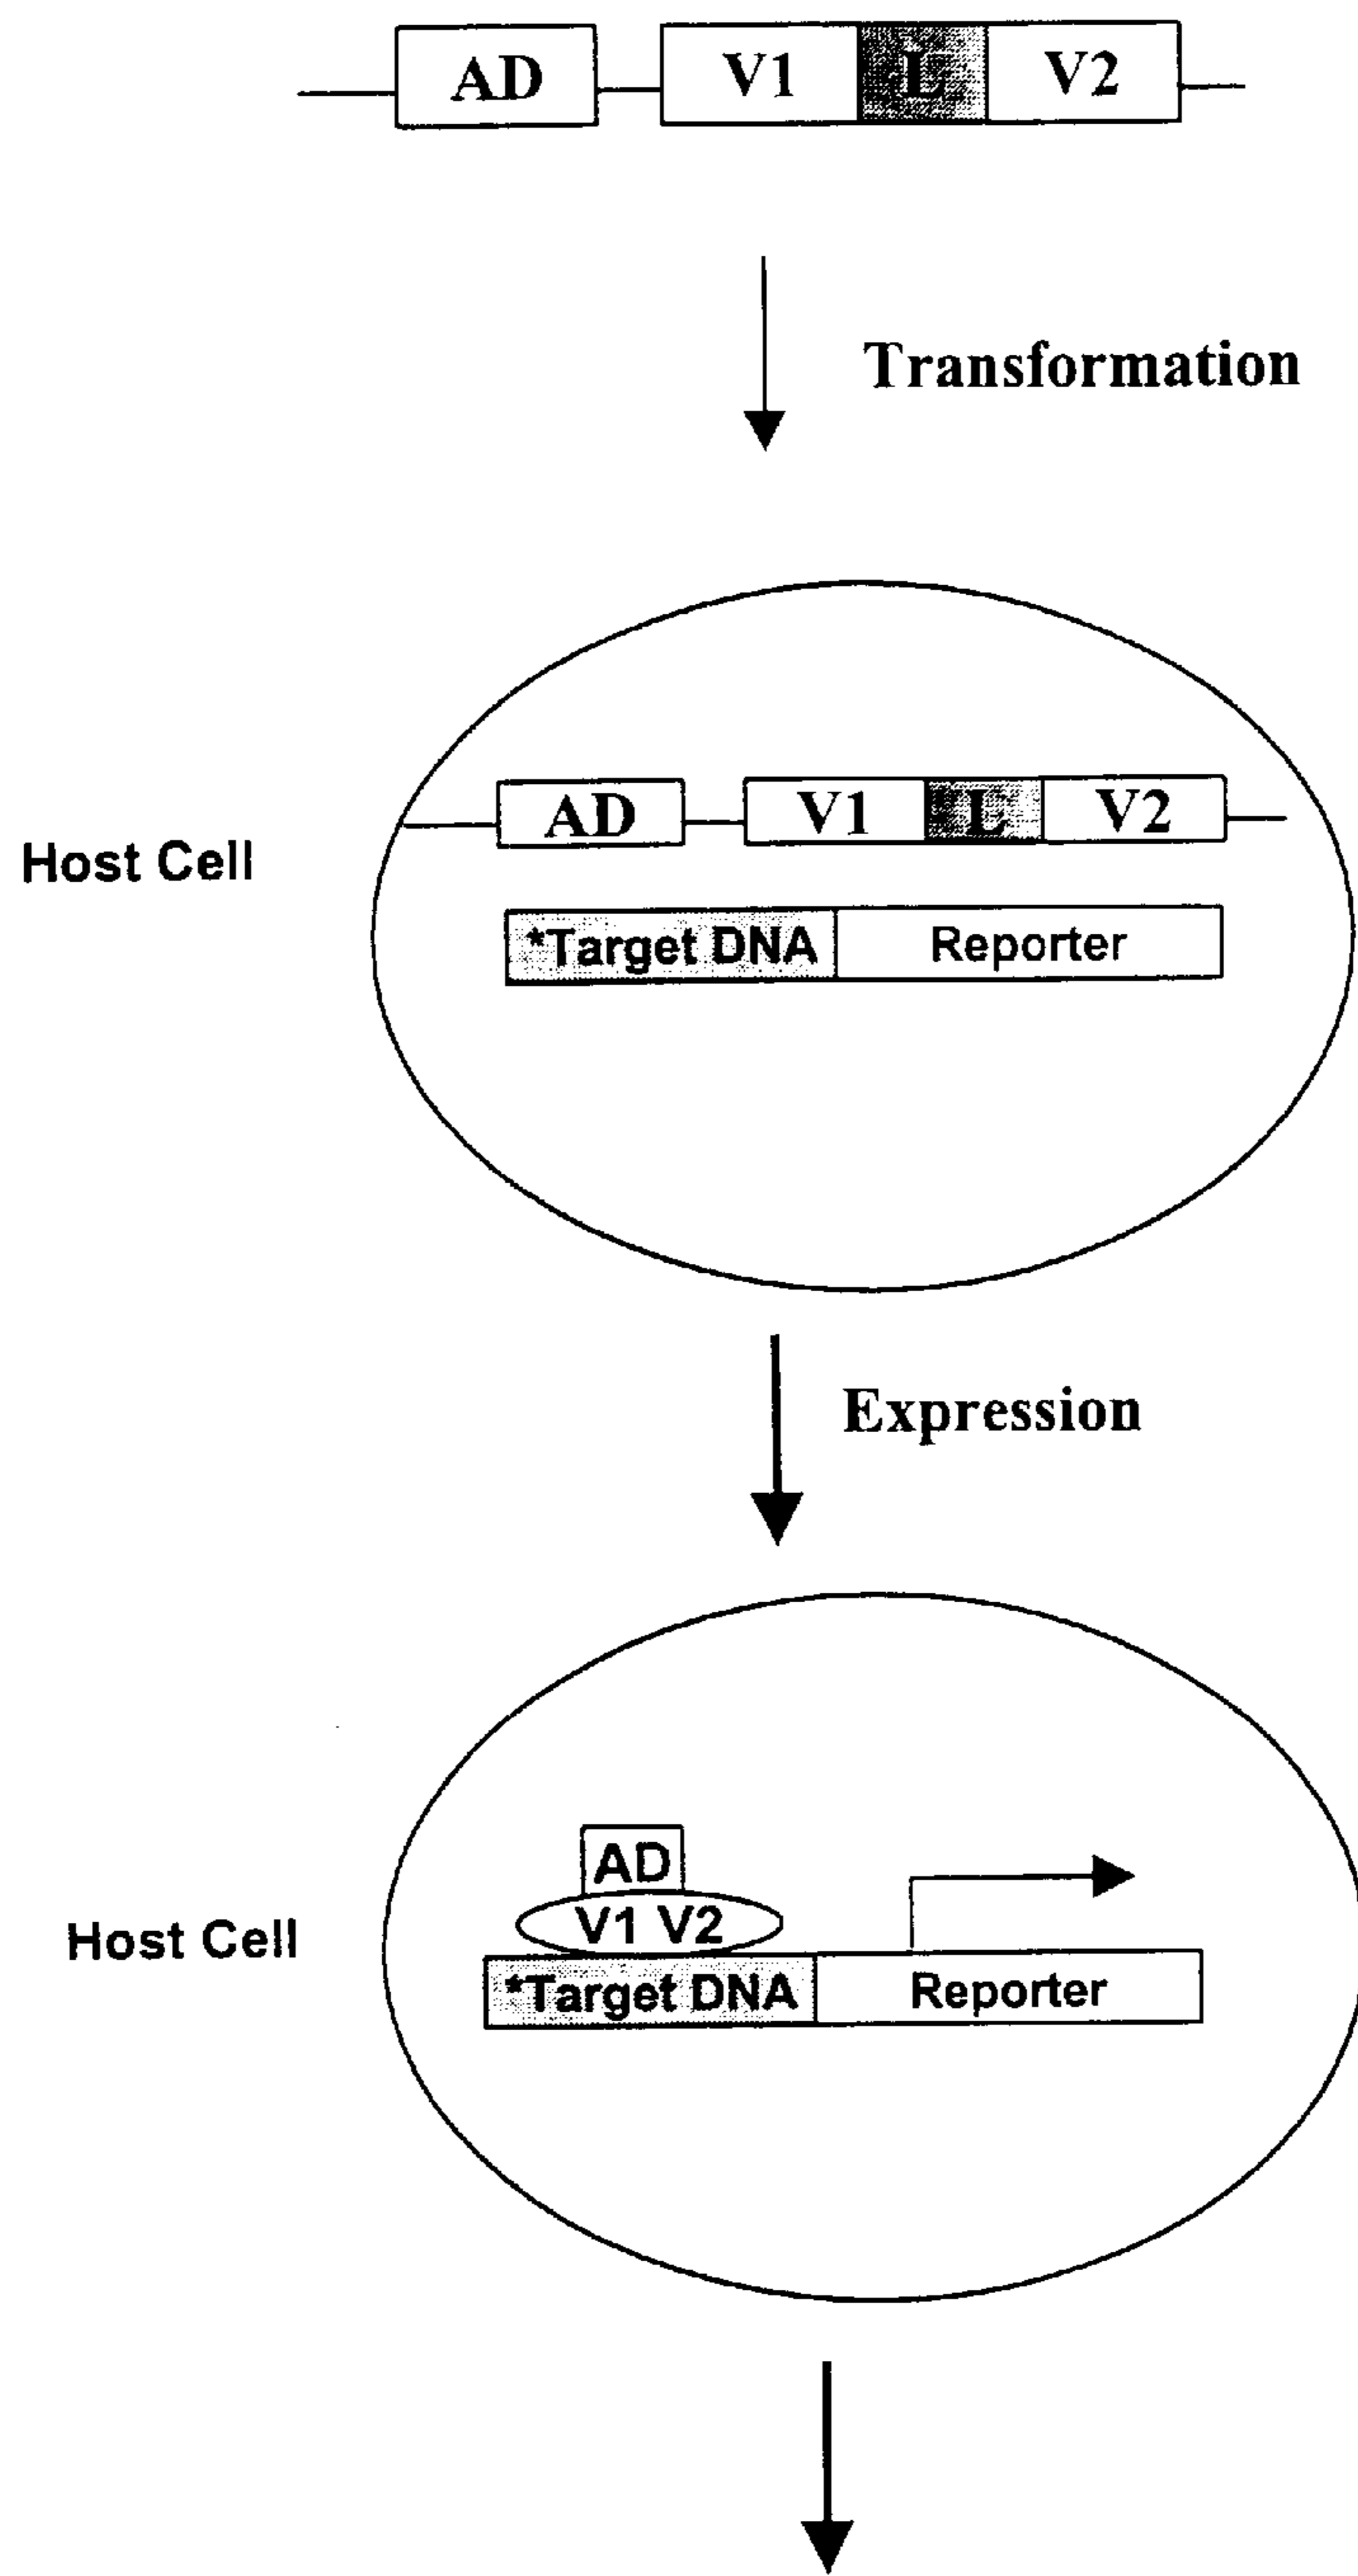 AD V1 L V2
Transformation
AD V1 L V2
Host Cell
*Target DNA Reporter
Expression
AD
V1 V2
Host Cell
*Target DNA Reporter